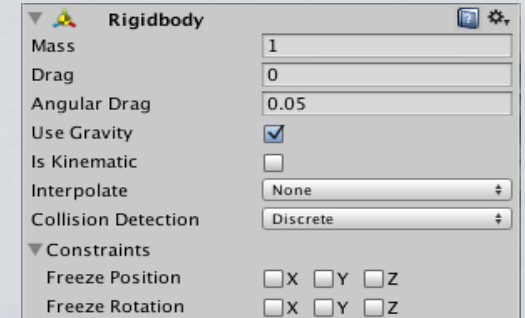 Rigidbody
Mass 1
Drag 0
Angular Drag 0.05
Use Gravity
Is Kinematic
Interpolate None
Collision Detection Discrete
Constraints
Freeze Position X Y Z
Freeze Rotation X Y Z